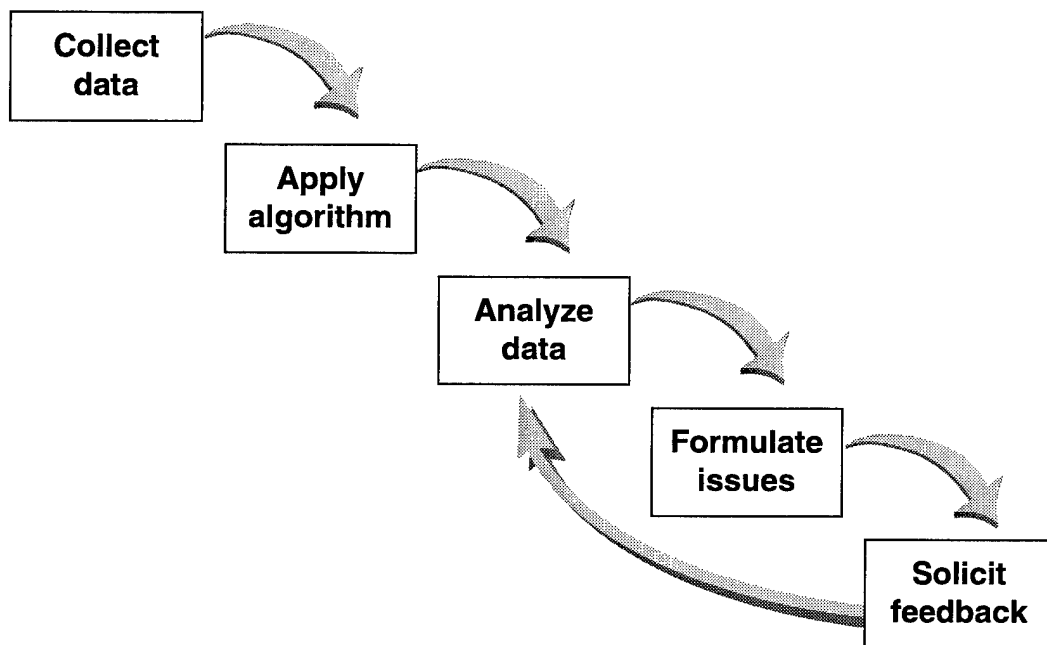 Collect
data
Apply
algorithm
Analyze
data
Formulate
issues
Solicit
feedback